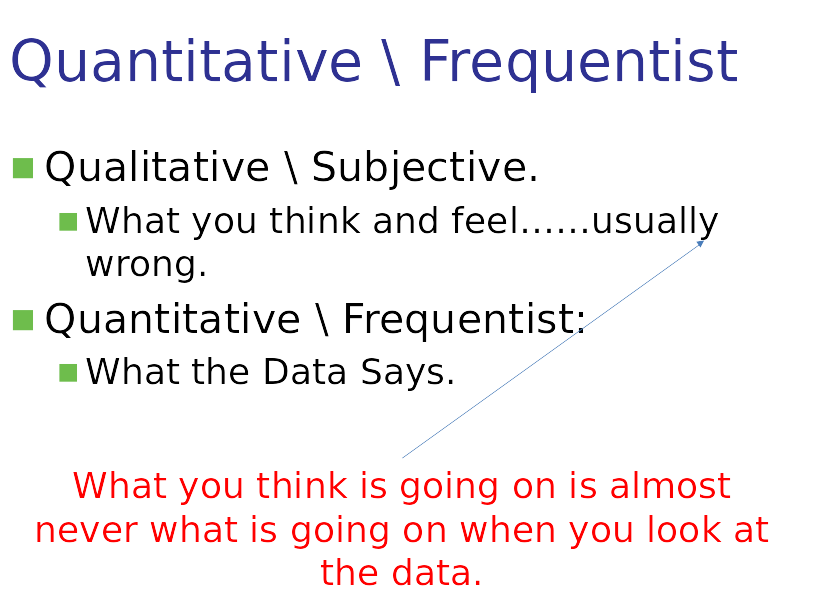 Quantitative \ Frequentist
Qualitative \ Subjective.
What you think and feel......usually
wrong.
Quantitative \ Frequentist:
What the Data Says.
What you think is going on is almost
never what is going on when you look at
the data.